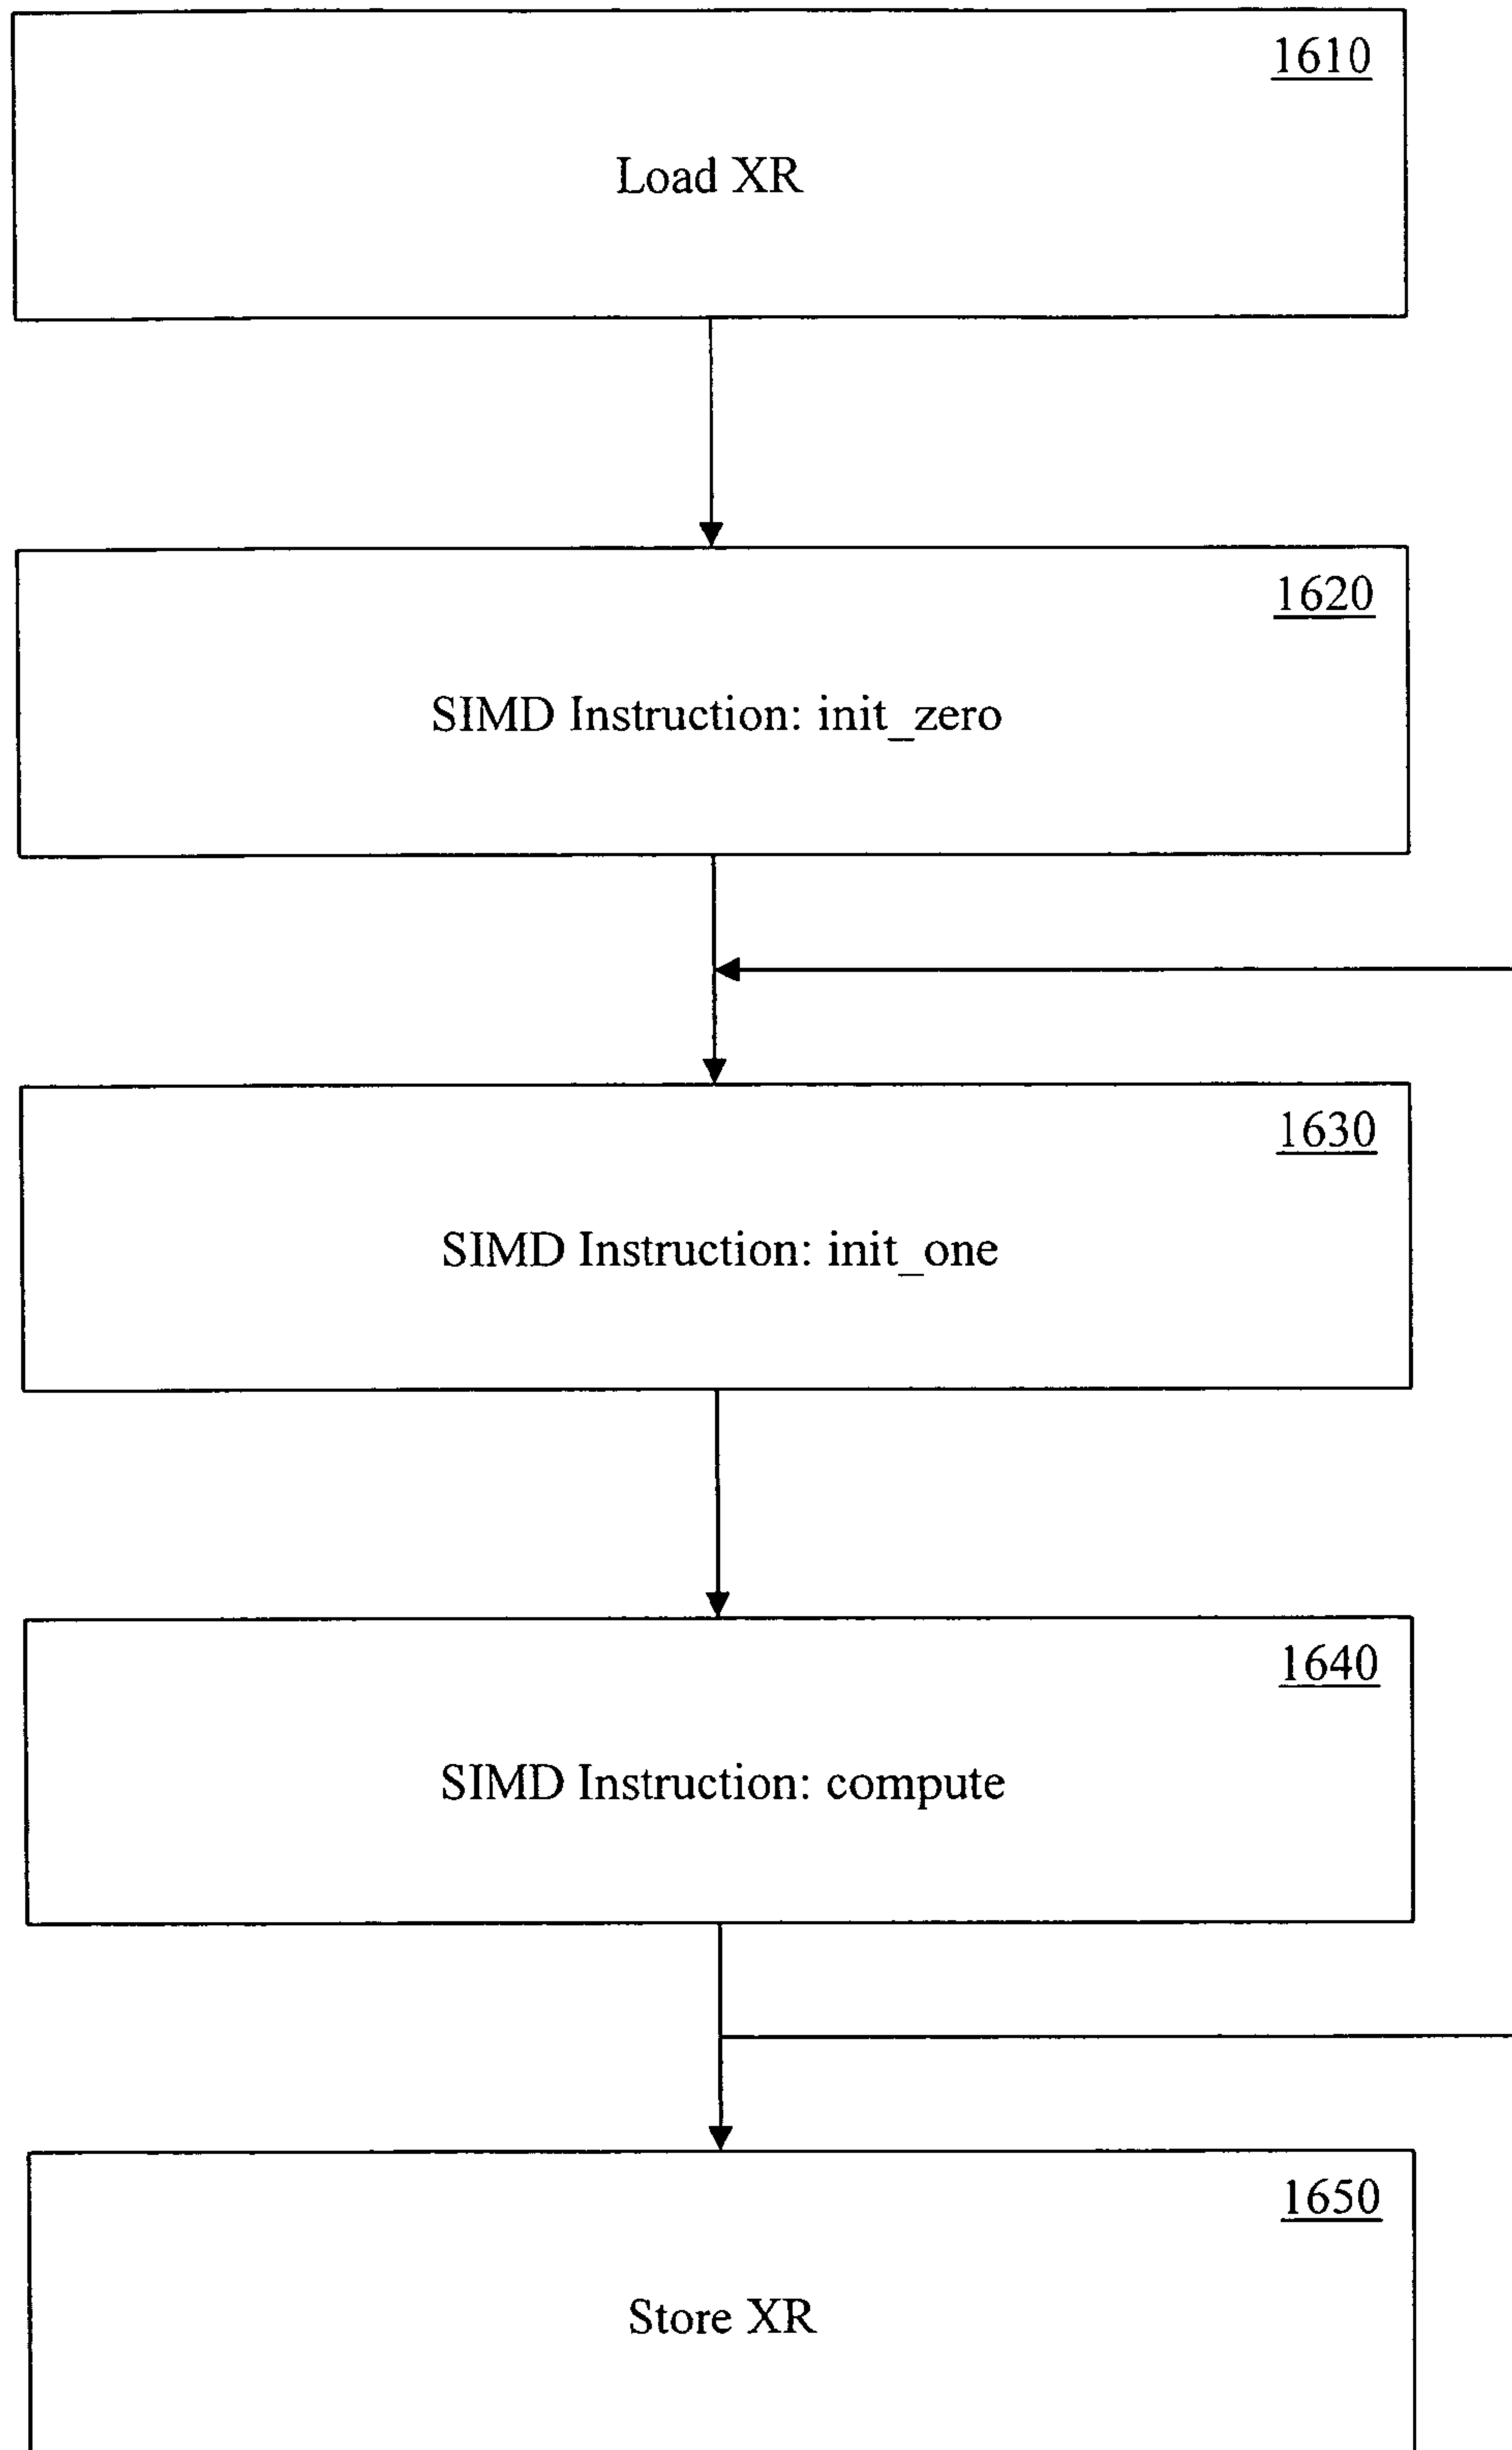 1610
Load XR
1620
SIMD Instruction: init_zero
1630
SIMD Instruction: init_one
1640
SIMD Instruction: compute
1650
Store XR